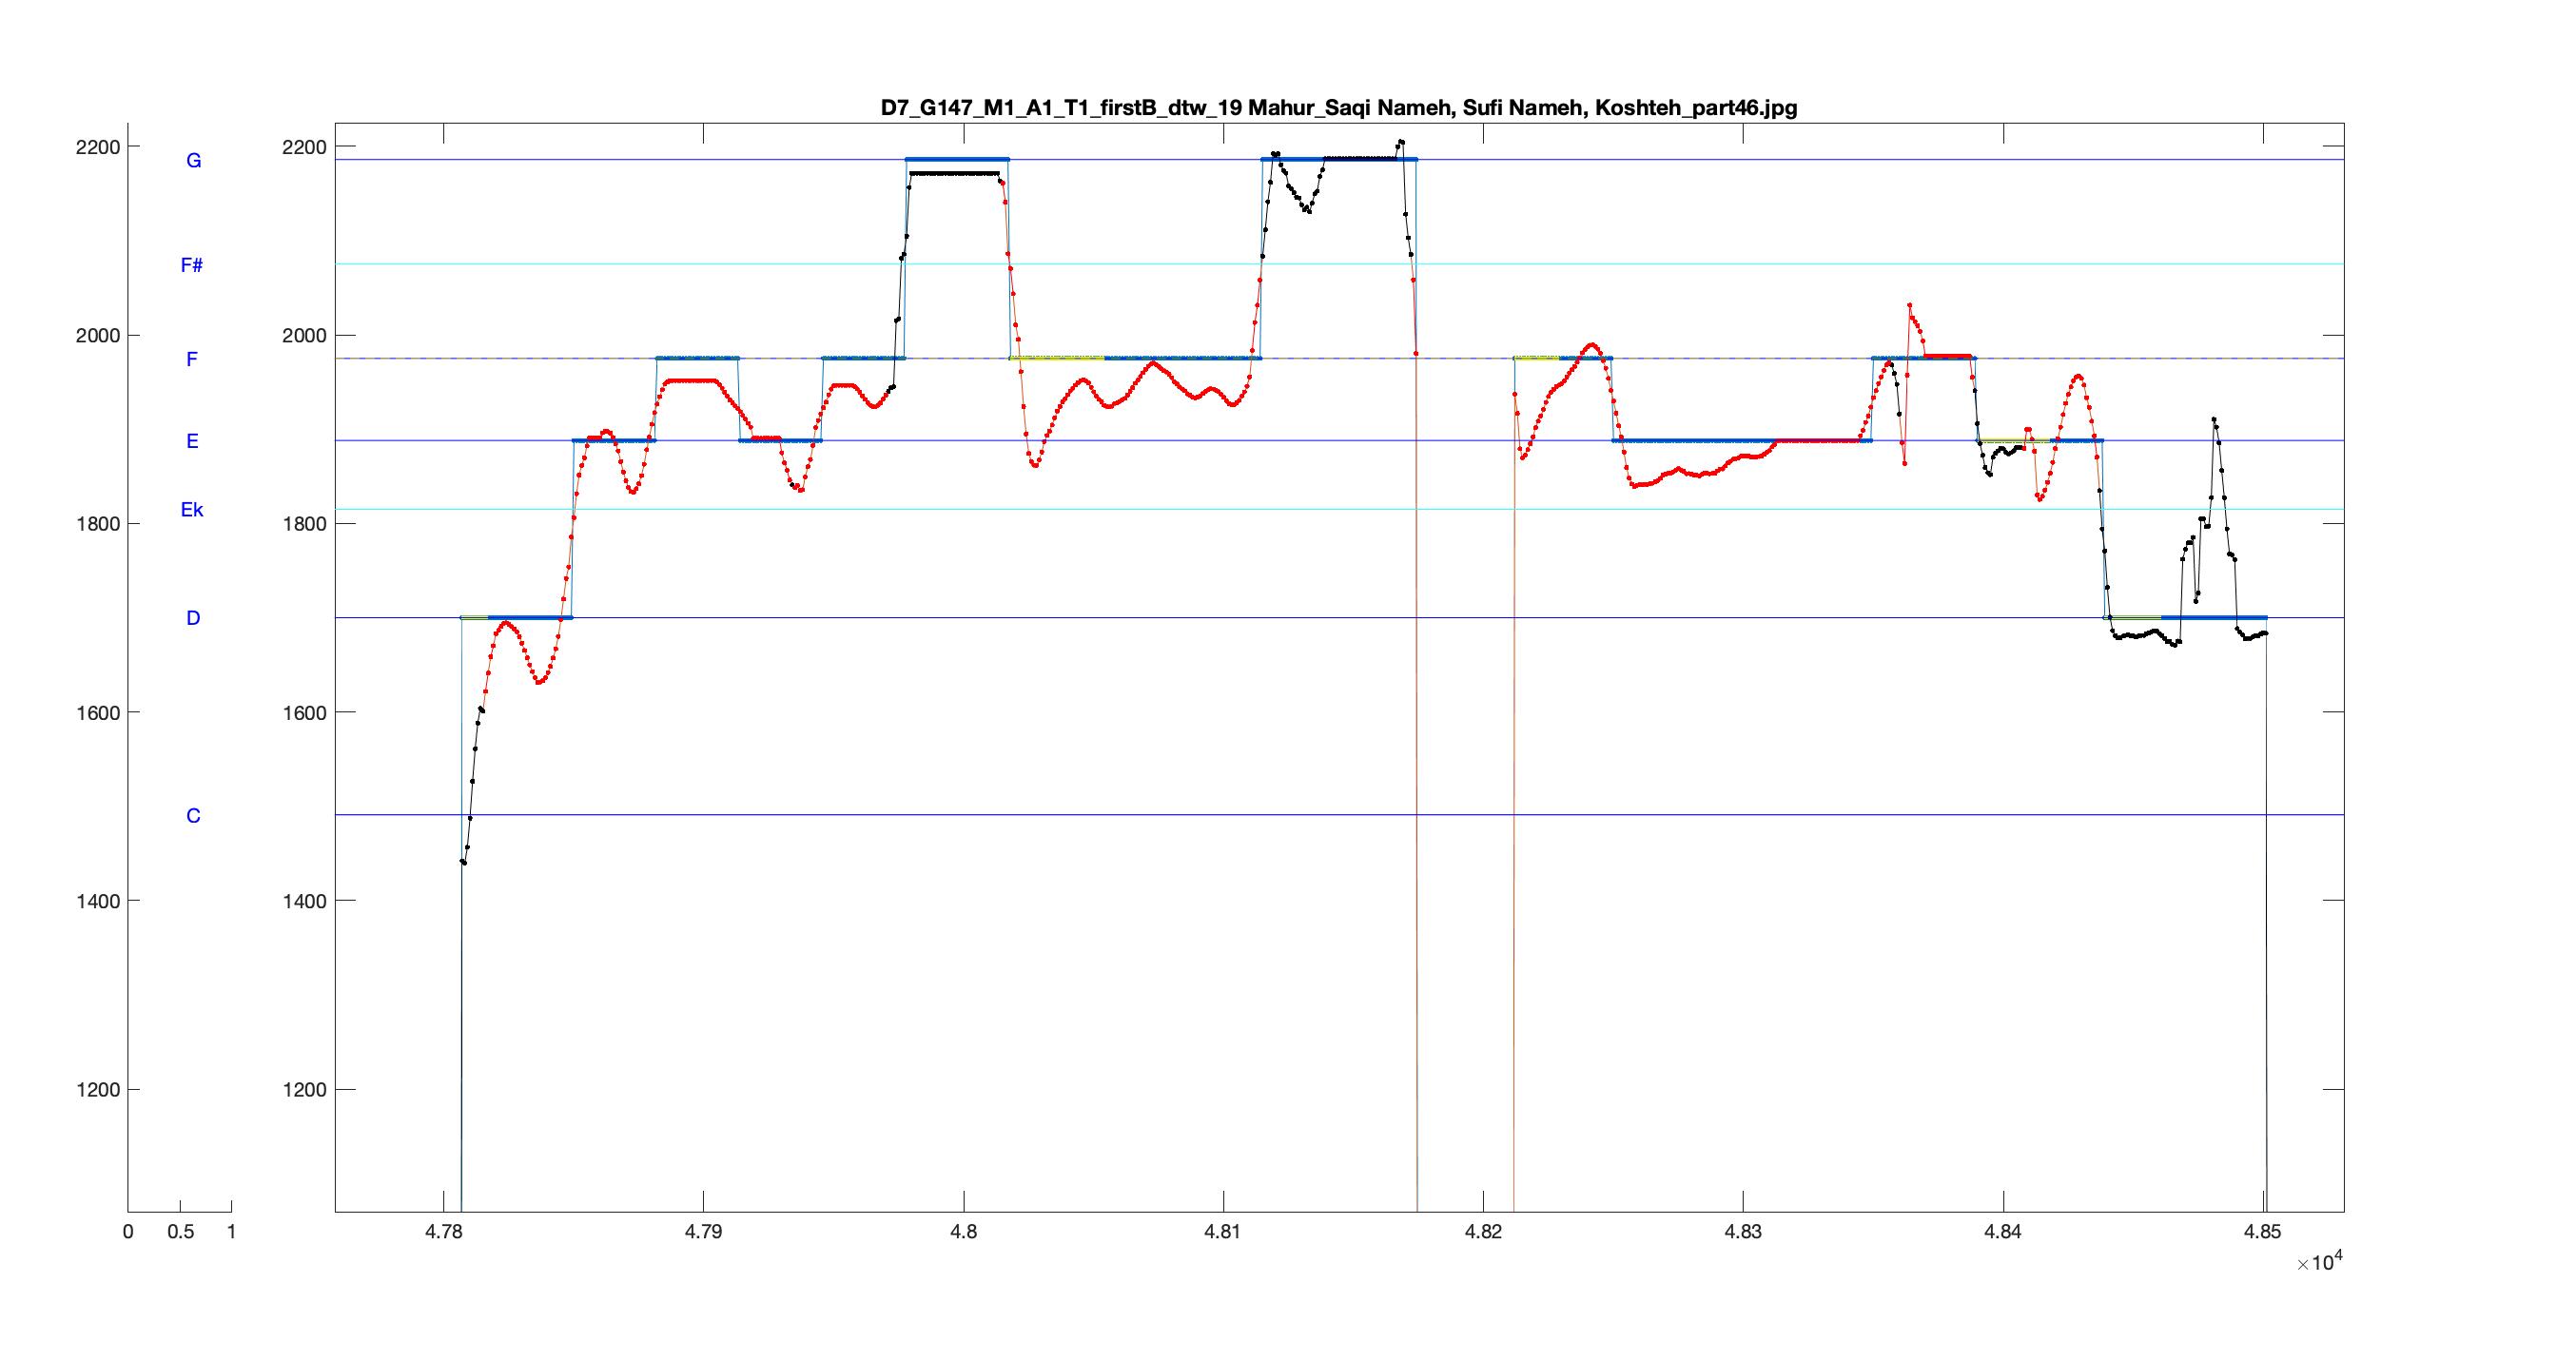 D7_G147_M1_A1_T1_firstB_dtw_19 Mahur_Saqi Nameh, Sufi Nameh, Koshteh_part46.jpg
2200 G 2200
F#
2000 2000
F
E
Ek
1800 1800
D
1600 1600
C
1400 1400
1200 1200
0 0.5 1 4.78 4.79 4.8 4.81 4.82 4.83 4.84 4.85
×10⁴